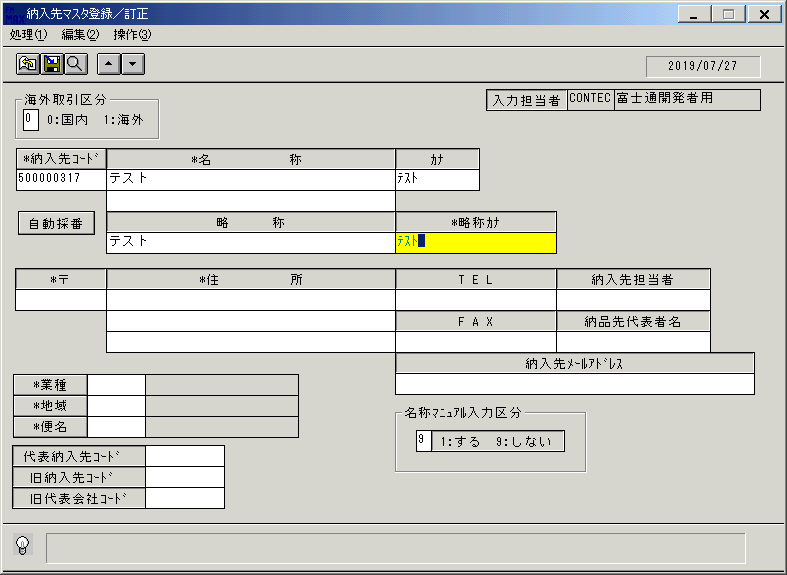 納入先マスタ登録／訂正
処理(1) 編集(2) 操作(3)
2019/07/27
海外取引区分
0 0:国内 1:海外
入力担当者 CONTEC 富士通開発者用
*納入先ｺｰﾄﾞ *名 称 ｶﾅ
500000317 テスト ﾃｽﾄ
自動採番 略 称 *略称ｶﾅ
テスト ﾃｽﾄ
*〒 *住 所 ＴＥＬ 納入先担当者
ＦＡＸ 納品先代表者名
納入先ﾒｰﾙｱﾄﾞﾚｽ
*業種
*地域
*便名
名称ﾏﾆｭｱﾙ入力区分
9 1:する 9:しない
代表納入先ｺｰﾄﾞ
旧納入先ｺｰﾄﾞ
旧代表会社ｺｰﾄﾞ